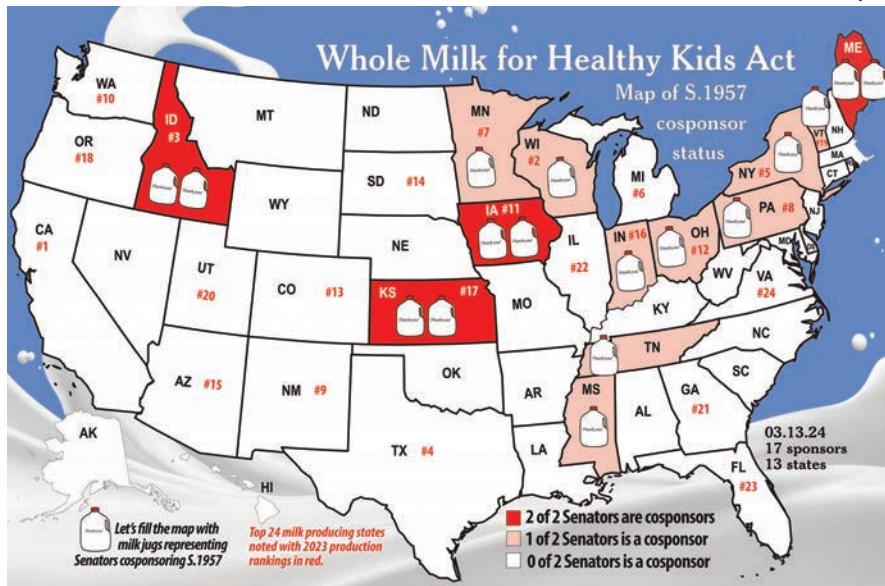 Whole Milk for Healthy Kids Act
Map of S.1957
cosponsor
status
WA
#10
OR
#18
CA
#1
ID
#3
NV
MT
WY
UT
#20
AZ #15
CO #13
NM #9
ND
SD #14
NE
KS #17
OK
TX #4
MN
#7
IA #11
MO
AR
LA
WI
#2
IL
#22
MI
#6
IN #16
OH
#12
KY
TN
MS
AL
GA
#21
FL
#23
SC
NC
VA
#24
WV
PA #8
NY #5
VT
#19
NH
ME
MA
CT
NJ
MD
AK
HI
03.13.24
17 sponsors
13 states
Let's fill the map with
milk jugs representing
Senators cosponsoring S.1957
Top 24 milk producing states
noted with 2023 production
rankings in red.
2 of 2 Senators are cosponsors
1 of 2 Senators is a cosponsor
0 of 2 Senators is a cosponsor